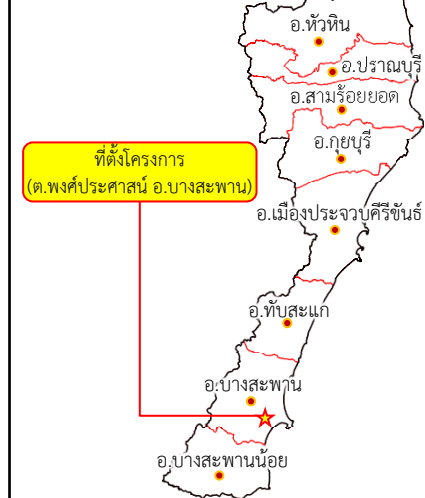 อ.หัวหิน
อ.ปราณบุรี
อ.สามร้อยยอด
อ.กุยบุรี
ที่ตั้งโครงการ
(ต.พงศ์ประศาสน์ อ.บางสะพาน)
อ.เมืองประจวบคีรีขันธ์
อ.ทับสะแก
อ.บางสะพาน
อ.บางสะพานน้อย